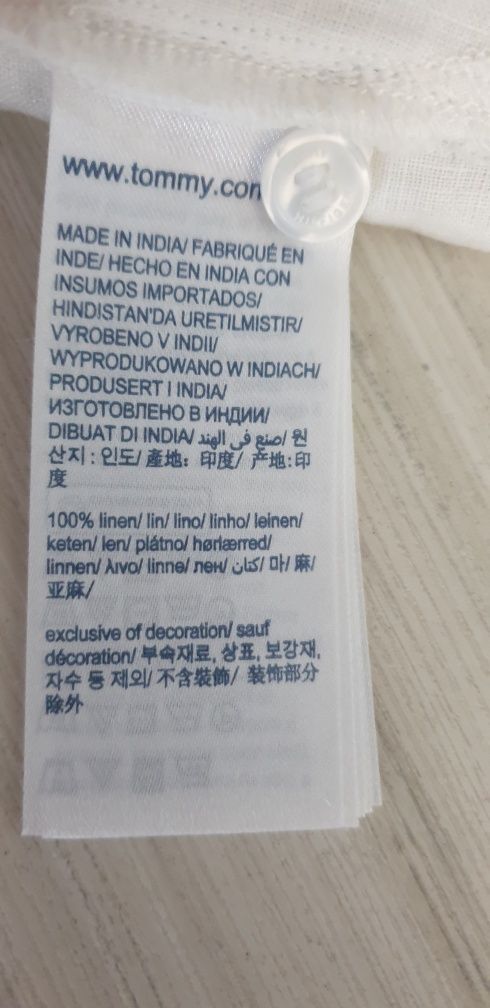 www.tommy.com
MADE IN INDIA/ FABRIQUÉ EN
INDE/ HECHO EN INDIA CON
INSUMOS IMPORTADOS/
HINDISTAN'DA URETILMISTIR/
VYROBENO V INDII/
WYPRODUKOWANO W INDIACH/
PRODUSERT I INDIA/
ИЗГОТОВЛЕНО В ИНДИИ/
DIBUAT DI INDIA/ صنع في الهند/ 원
산지 : 인도/ 產地: 印度/ 产地:印
度
100% linen/ lin/ lino/ linho/ leinen/
keten/ len/ plátno/ hørlærred/
linnen/ λινο/ linne/ лен/ كتان/ 마/ 麻/
亚麻/
exclusive of decoration/ sauf
décoration/ 부속재료, 상표, 보강재,
자수 등 제외/ 不含裝飾/ 装饰部分
除外